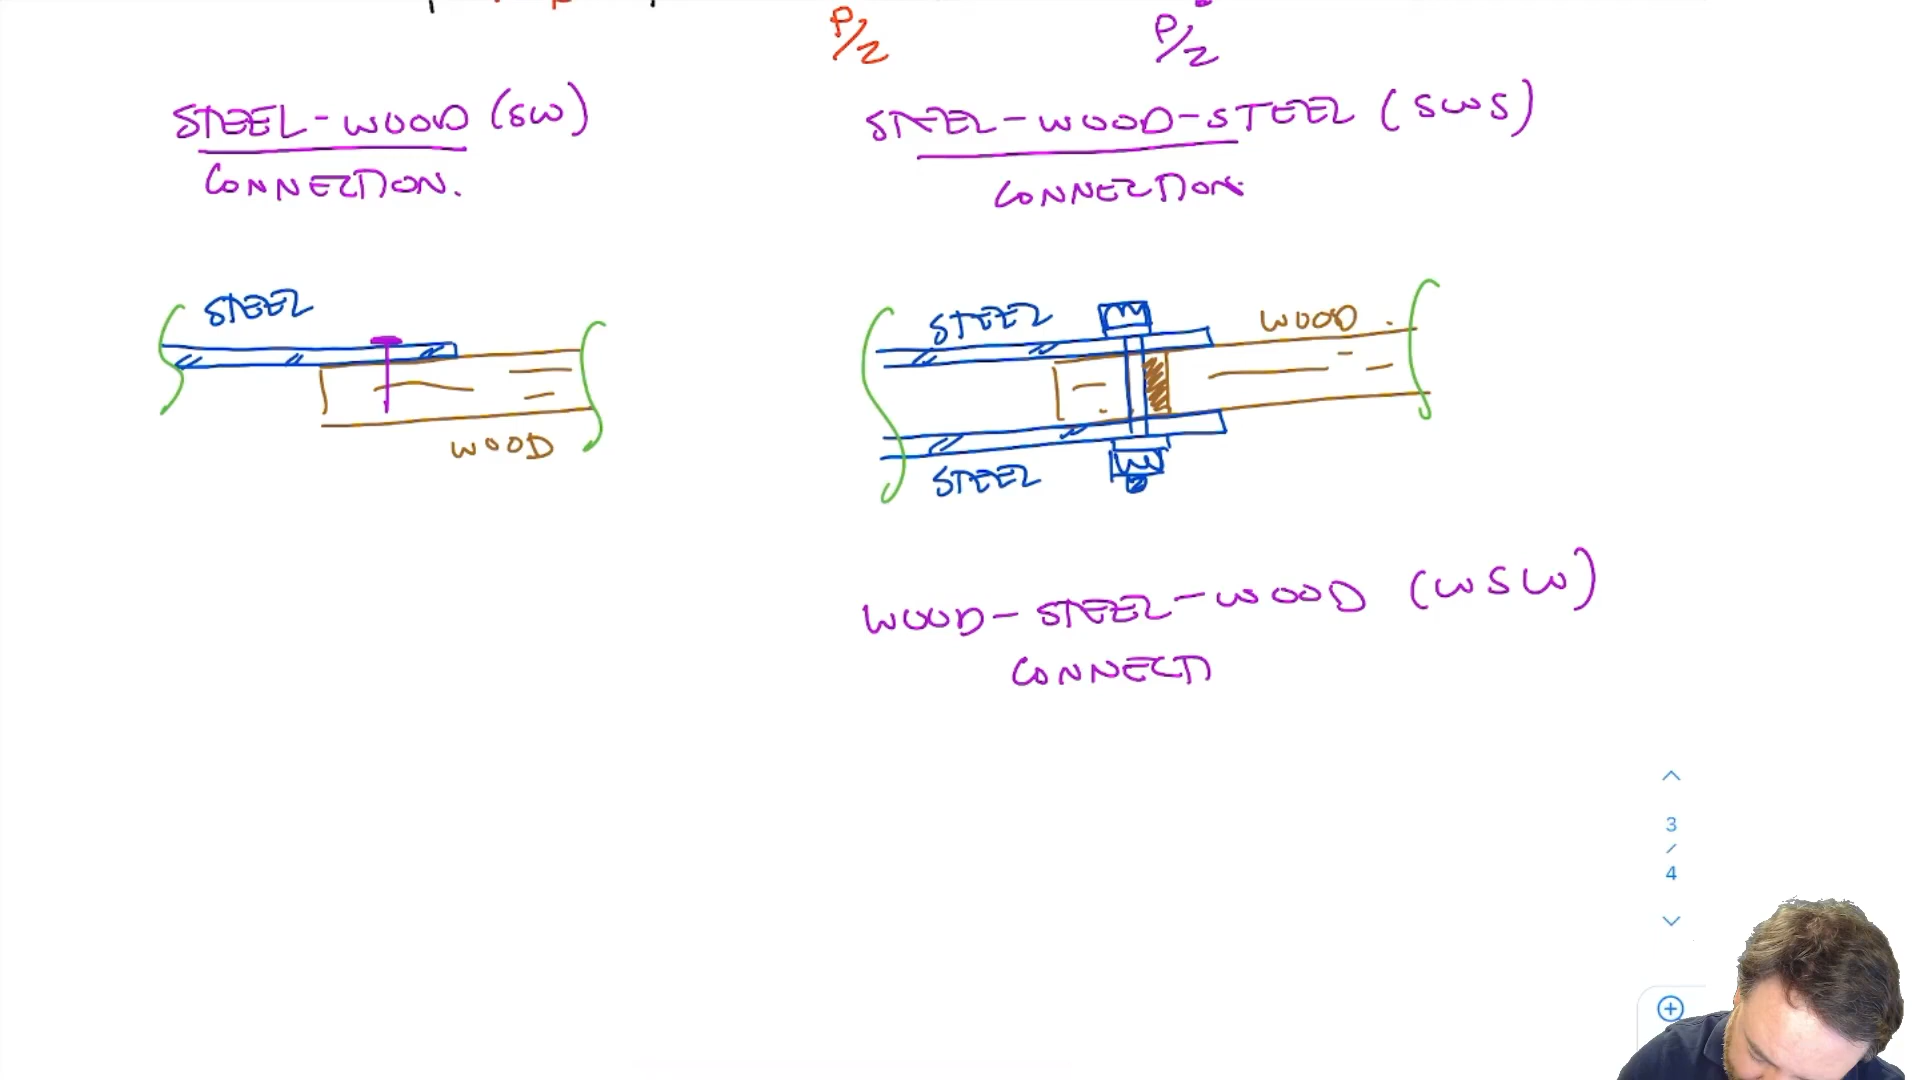 P/2
P/2
STEEL-WOOD (SW)
CONNECTION.
STEEL-WOOD-STEEL (SWS)
CONNECTION.
STEEL
WOOD
STEEL
WOOD
STEEL
WOOD-STEEL-WOOD (WSW)
CONNECTI
3
/
4